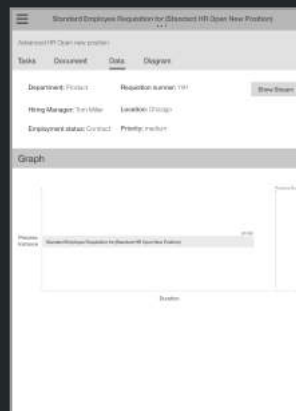 Standard Employee Requisition for (Standard HR Open New Position)
Advanced HR Open new position
Tasks Document Data Diagram
Department: Product Requisition number: 1141 Show Stream
Hiring Manager: Tom Miller Location: Chicago
Employment status: Contract Priority: medium
Graph
Process
Instance
Standard Employee Requisition for (Standard HR Open New Position)
Duration